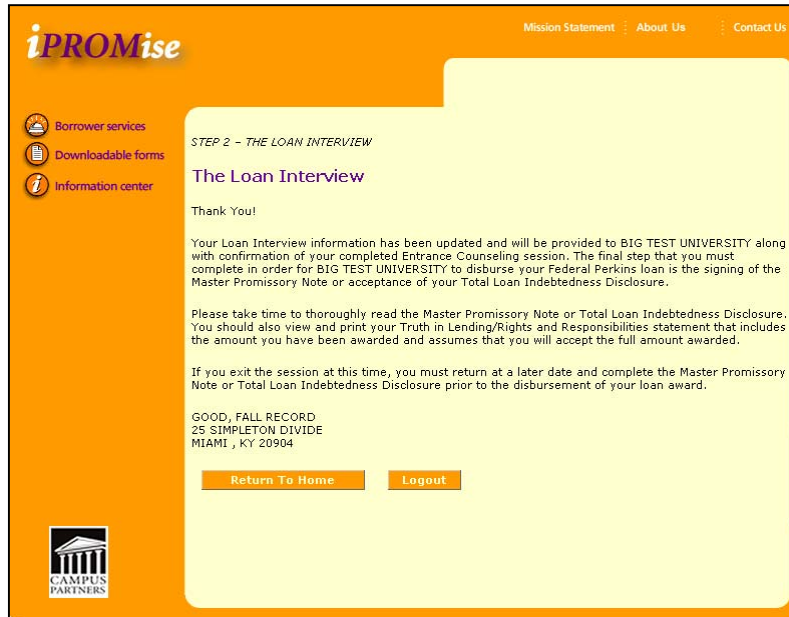 iPROMise
Mission Statement
About Us
Contact Us
Borrower services
Downloadable forms
Information center
STEP 2 – THE LOAN INTERVIEW
The Loan Interview
Thank You!
Your Loan Interview information has been updated and will be provided to BIG TEST UNIVERSITY along
with confirmation of your completed Entrance Counseling session. The final step that you must
complete in order for BIG TEST UNIVERSITY to disburse your Federal Perkins loan is the signing of the
Master Promissory Note or acceptance of your Total Loan Indebtedness Disclosure.
Please take time to thoroughly read the Master Promissory Note or Total Loan Indebtedness Disclosure.
You should also view and print your Truth in Lending/Rights and Responsibilities statement that includes
the amount you have been awarded and assumes that you will accept the full amount awarded.
If you exit the session at this time, you must return at a later date and complete the Master Promissory
Note or Total Loan Indebtedness Disclosure prior to the disbursement of your loan award.
GOOD, FALL RECORD
25 SIMPLETON DIVIDE
MIAMI , KY 20904
Return To Home
Logout
CAMPUS
PARTNERS